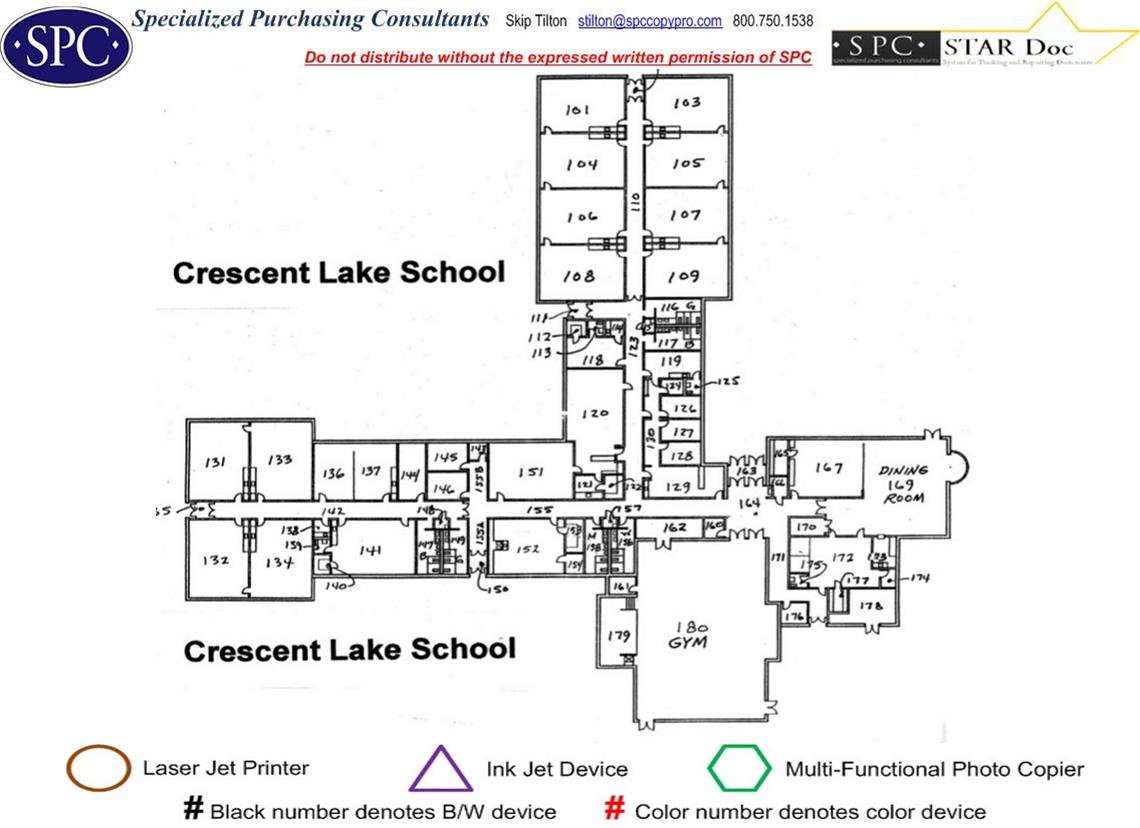 Specialized Purchasing Consultants Skip Tilton stilton@spccopypro.com 800.750.1538
·SPC·
Do not distribute without the expressed written permission of SPC
·SPC· STAR Doc
specialized purchasing consultants System for Tracking and Reporting Documents
101 103
104 105
110
106 107
Crescent Lake School
108 109
111 116 G
112 114
113 123 117 B
118 119
124 125
120 126
130 127
128
131 133 136 137 144 145 155B 151
146
121 122 129
163 165 167 DINING
169
ROOM
164
142 148 155 157
162 160 170
138
139 141 147 149 155A 152 153 158 156
B G M
154
132 134
140 150
171 172 173
175 174
177
161 176 178
179 180
GYM
Crescent Lake School
Laser Jet Printer Ink Jet Device Multi-Functional Photo Copier
# Black number denotes B/W device # Color number denotes color device